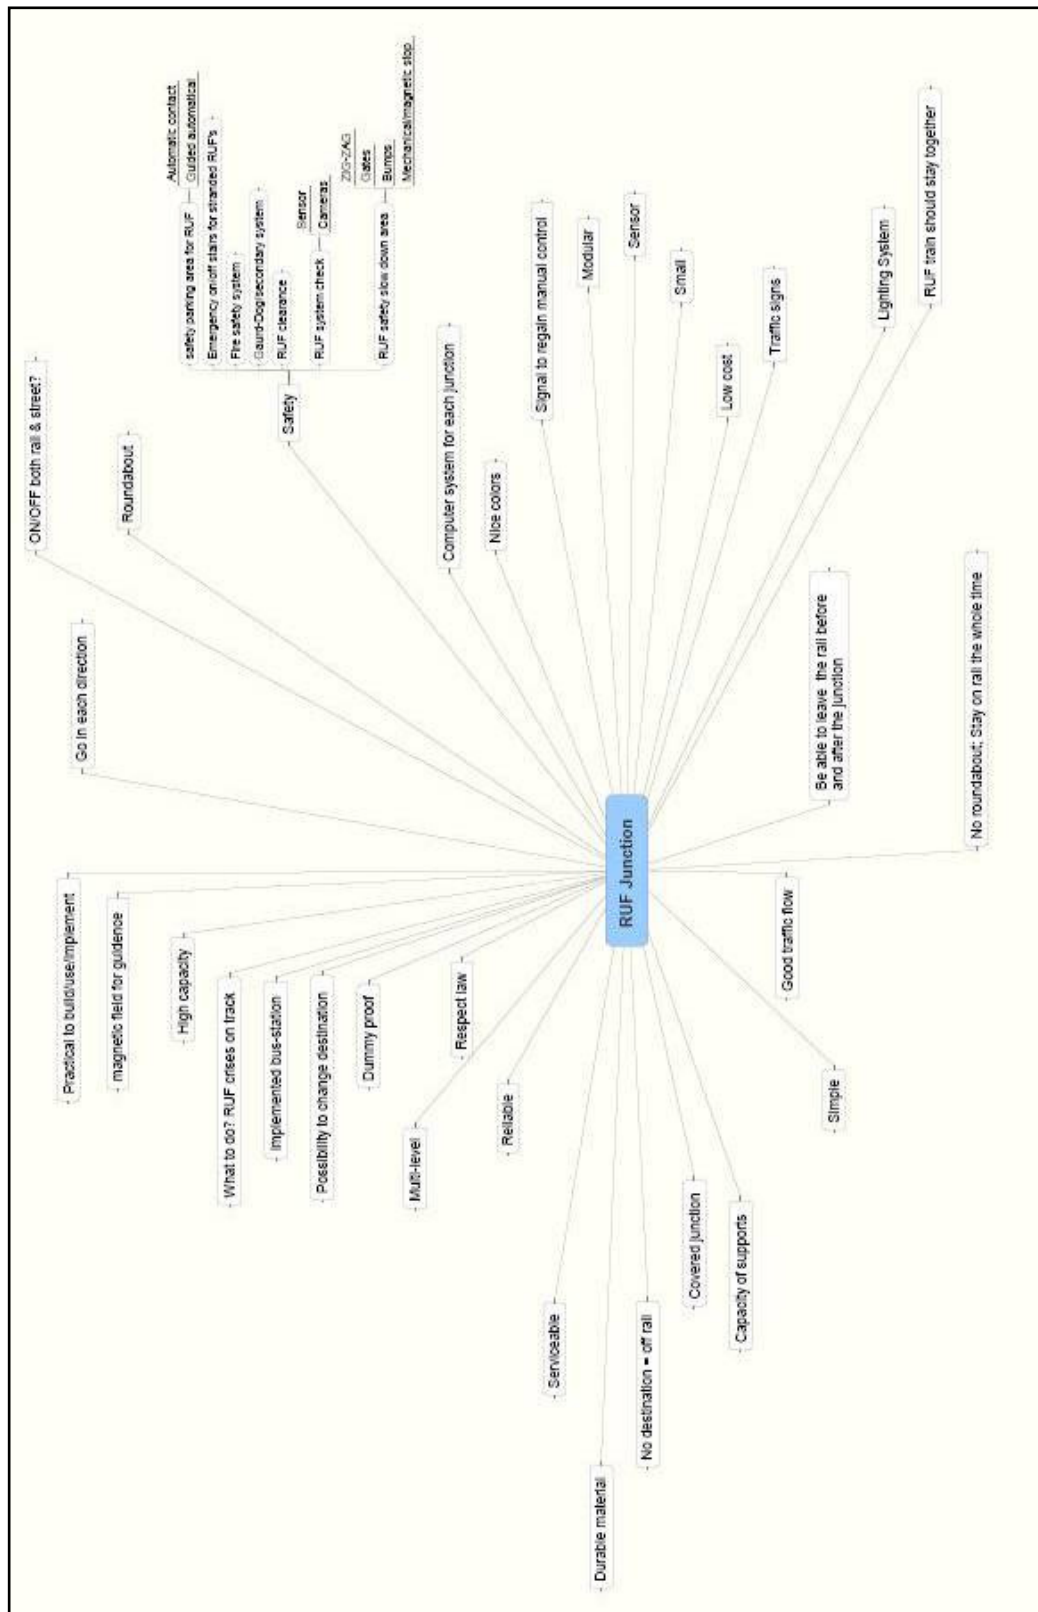 RUF Junction
ON/OFF both rail & street?
Roundabout
Go in each direction
Safety
safety parking area for RUF
Automatic contact
Guided automatical
Emergency on/off stairs for stranded RUF's
Fire safety system
Gaurd-Dog/secondary system
RUF clearance
RUF system check
Sensor
Cameras
RUF safety slow down area
ZIG-ZAG
Gates
Bumps
Mechanical/magnetic stop
Computer system for each junction
Nice colors
Signal to regain manual control
Modular
Sensor
Small
Low cost
Traffic signs
Lighting System
RUF train should stay together
Be able to leave the rail before
and after the junction
No roundabout; Stay on rail the whole time
Practical to build/use/implement
magnetic field for guidence
High capacity
What to do? RUF crises on track
Implemented bus-station
Possibility to change destination
Dummy proof
Multi-level
Respect law
Reliable
Serviceable
Durable material
No destination = off rail
Covered junction
Capacity of supports
Simple
Good traffic flow